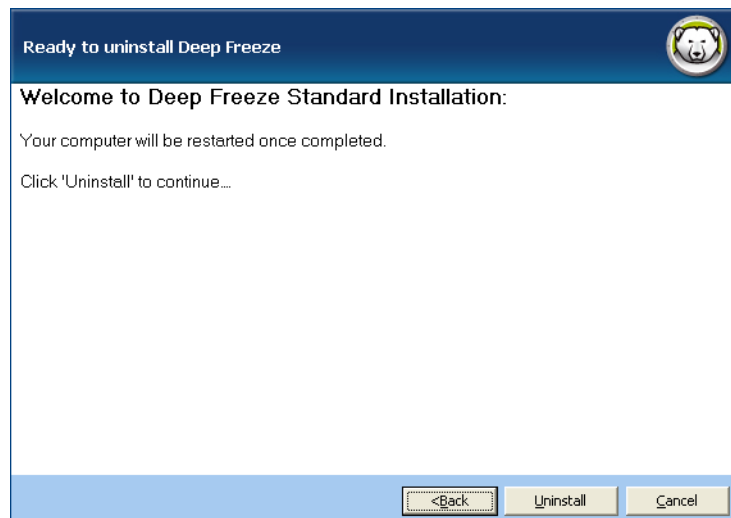 Ready to uninstall Deep Freeze
Welcome to Deep Freeze Standard Installation:
Your computer will be restarted once completed.
Click 'Uninstall' to continue....
<Back Uninstall Cancel